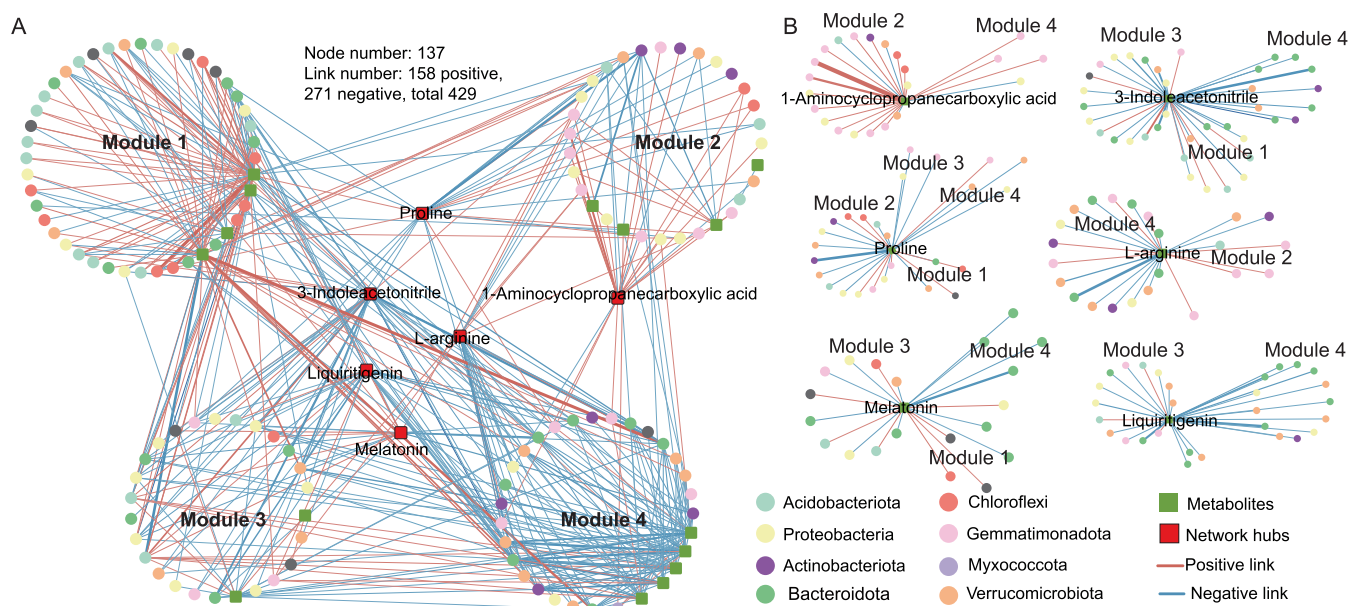 A
Node number: 137
Link number: 158 positive,
271 negative, total 429
Module 1
Module 2
Proline
3-Indoleacetonitrile
1-Aminocyclopropanecarboxylic acid
L-arginine
Liquiritigenin
Melatonin
Module 3
Module 4
B
Module 2
Module 4
1-Aminocyclopropanecarboxylic acid
Module 3
Module 4
3-Indoleacetonitrile
Module 1
Module 3
Module 4
Module 2
Proline
Module 1
Module 4
L-arginine
Module 2
Module 3
Module 4
Melatonin
Module 1
Module 3
Module 4
Liquiritigenin
Acidobacteriota
Proteobacteria
Actinobacteriota
Bacteroidota
Chloroflexi
Gemmatimonadota
Myxococcota
Verrucomicrobiota
Metabolites
Network hubs
Positive link
Negative link